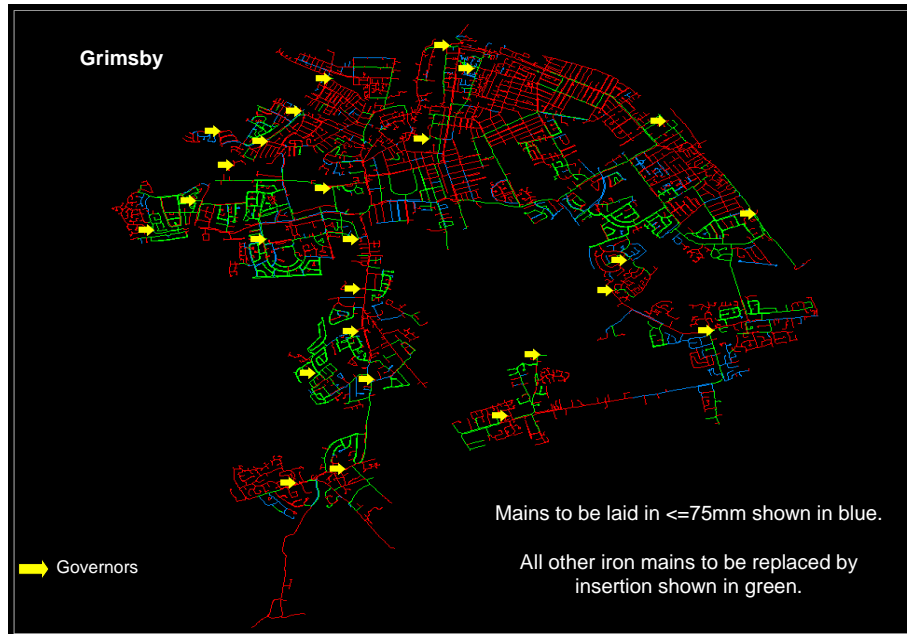 Grimsby
Mains to be laid in <=75mm shown in blue.
All other iron mains to be replaced by
insertion shown in green.
Governors